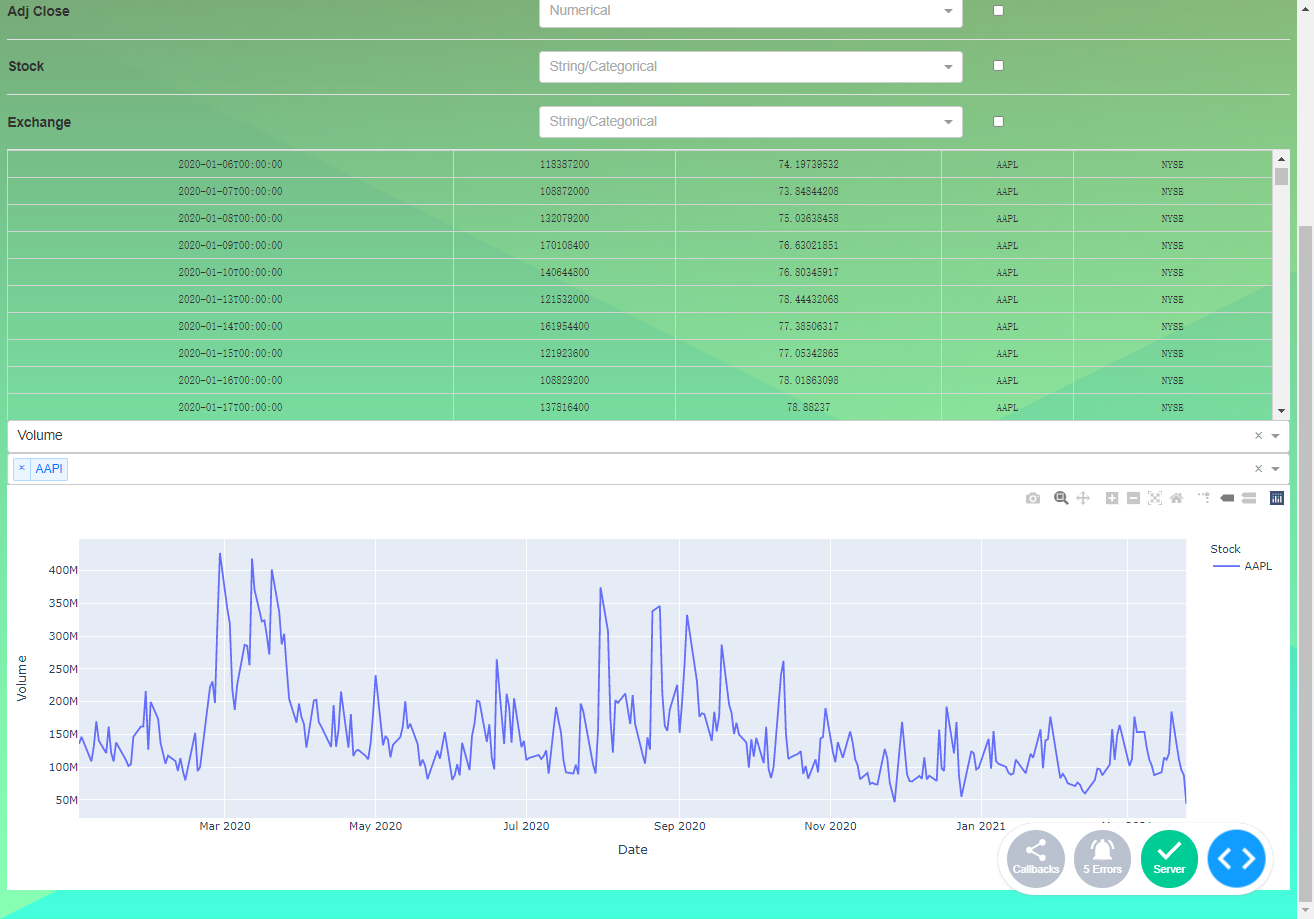 Adj Close Numerical
Stock String/Categorical
Exchange String/Categorical
2020-01-06T00:00:00 118387200 74.19739532 AAPL NYSE
2020-01-07T00:00:00 108872000 73.84844208 AAPL NYSE
2020-01-08T00:00:00 132079200 75.03638458 AAPL NYSE
2020-01-09T00:00:00 170108400 76.63021851 AAPL NYSE
2020-01-10T00:00:00 140644800 76.80345917 AAPL NYSE
2020-01-13T00:00:00 121532000 78.44432068 AAPL NYSE
2020-01-14T00:00:00 161954400 77.38506317 AAPL NYSE
2020-01-15T00:00:00 121923600 77.05342865 AAPL NYSE
2020-01-16T00:00:00 108829200 78.01863098 AAPL NYSE
2020-01-17T00:00:00 137816400 78.88237 AAPL NYSE
Volume
× AAPl
Stock
AAPL
400M
350M
300M
250M
200M
150M
100M
50M
Volume
Mar 2020 May 2020 Jul 2020 Sep 2020 Nov 2020 Jan 2021
Date
Callbacks 5 Errors Server